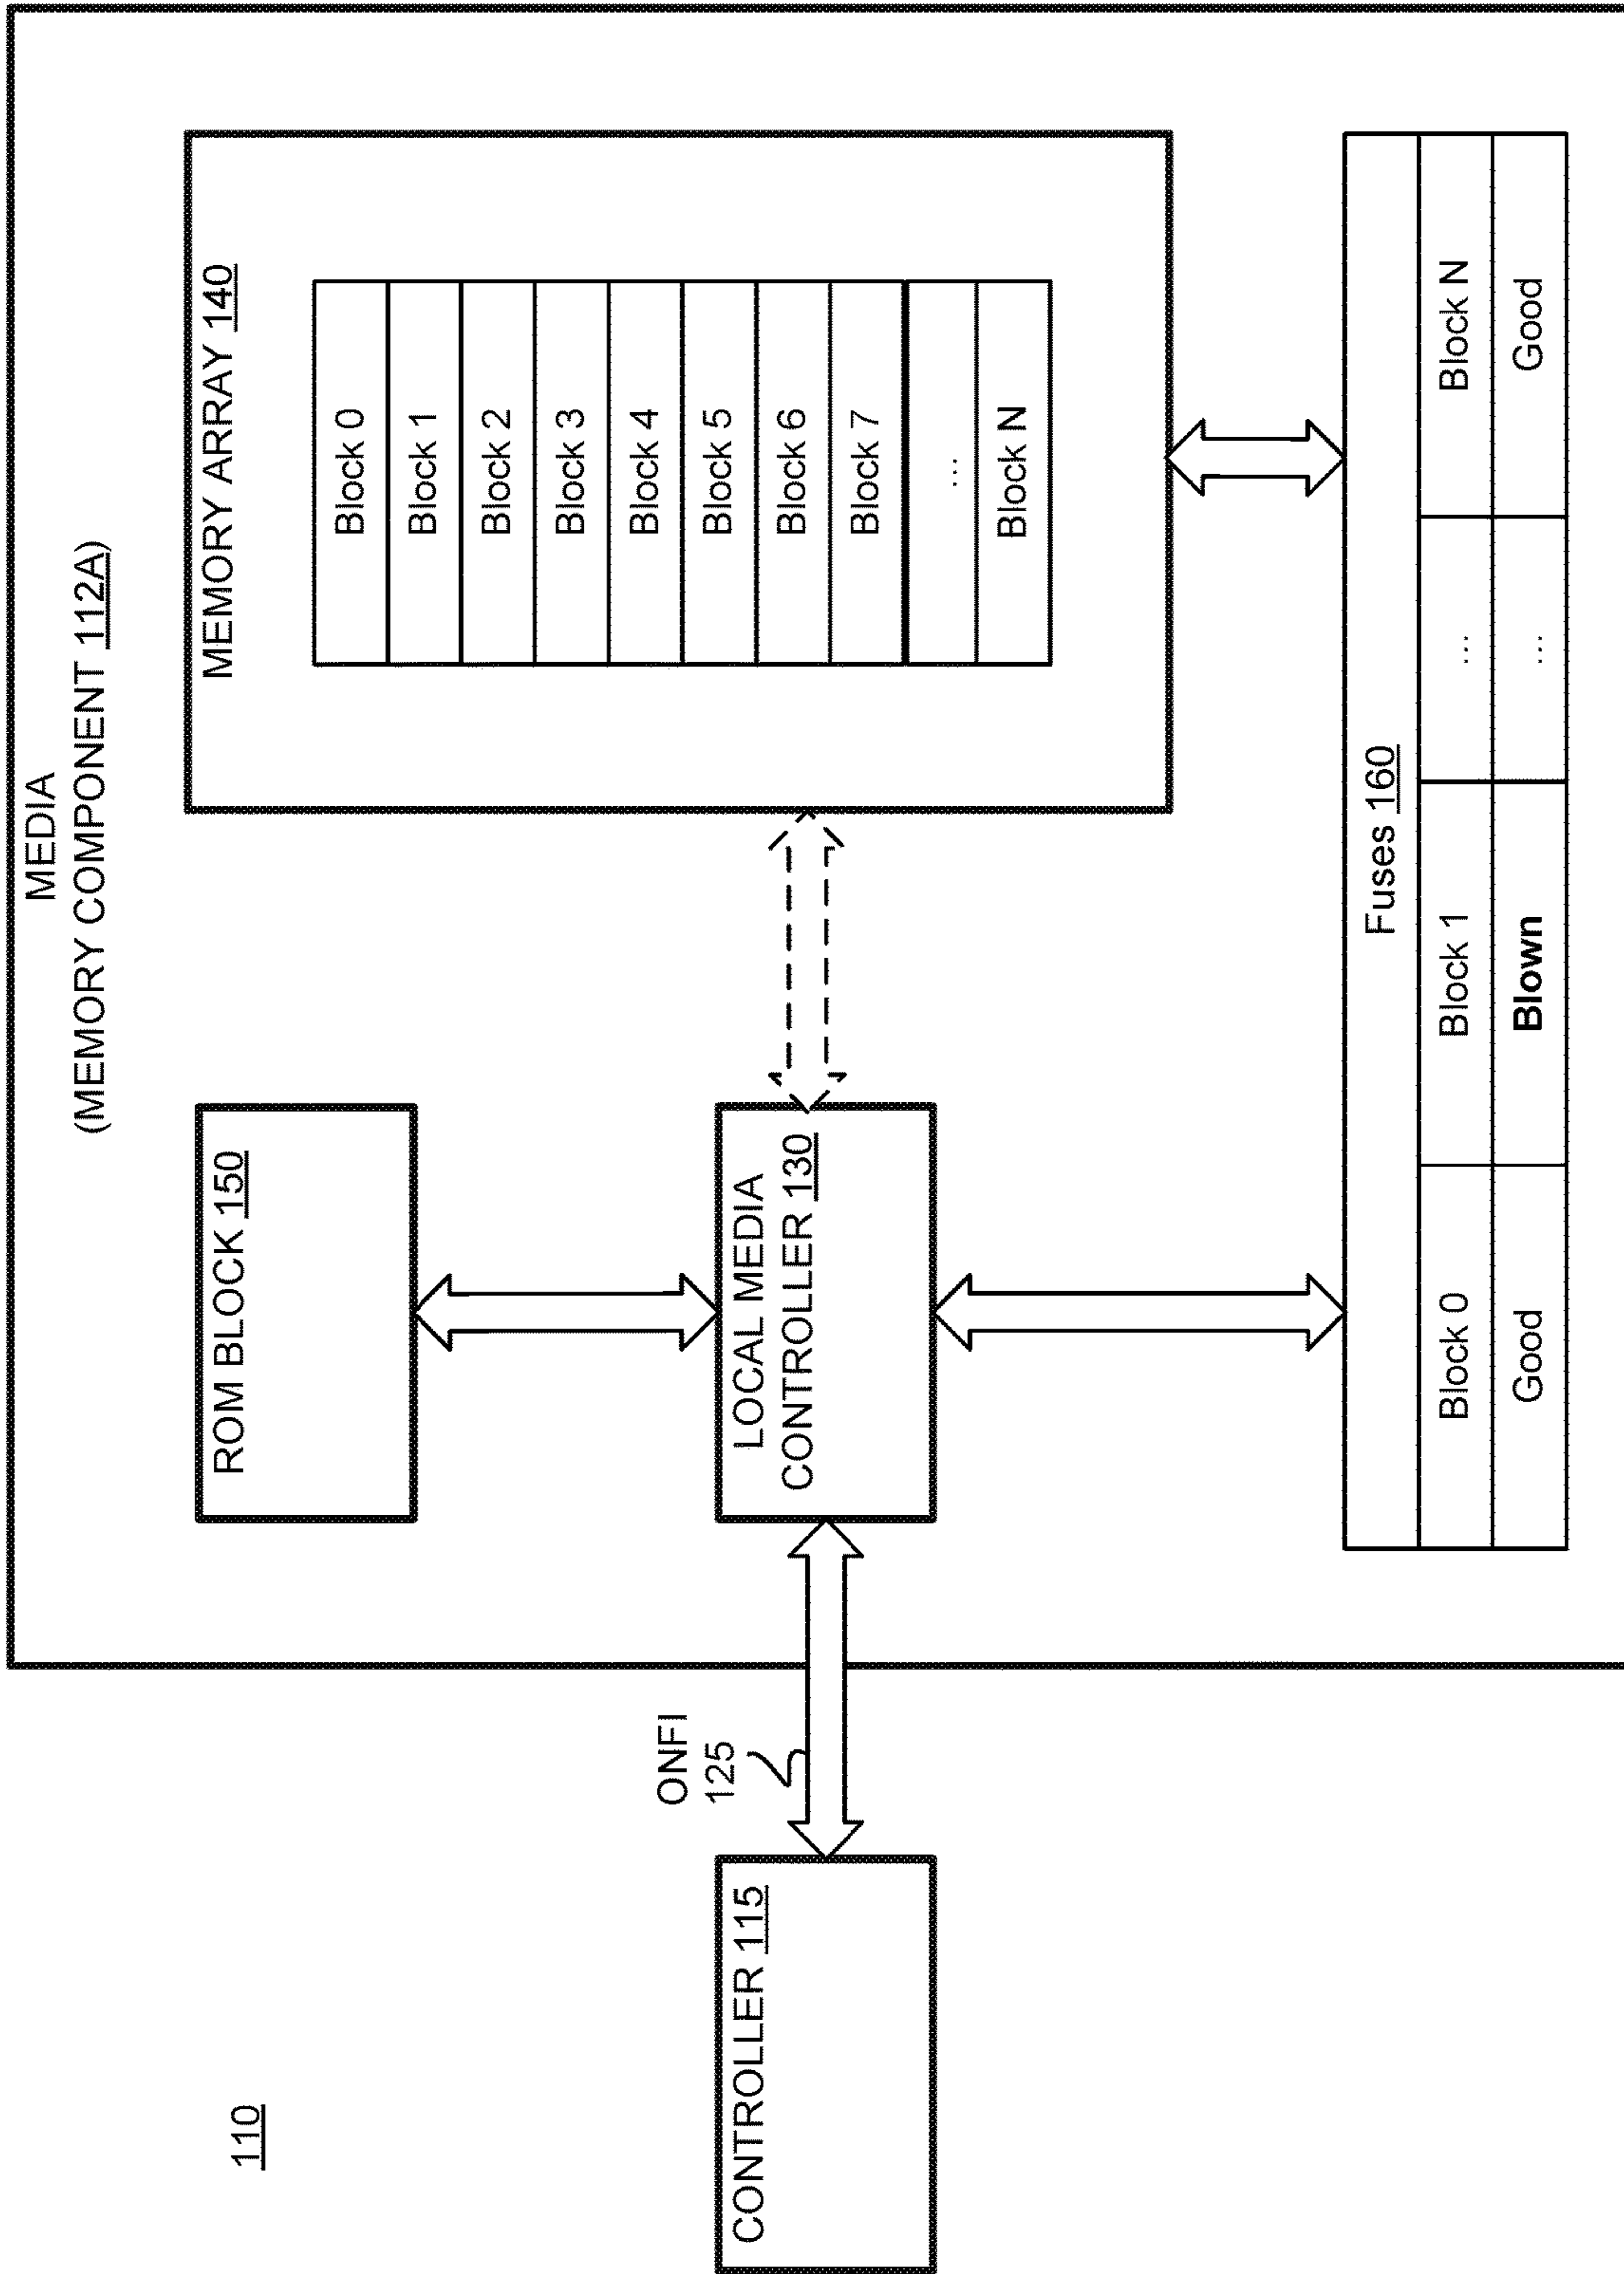 110
MEDIA
(MEMORY COMPONENT 112A)
CONTROLLER 115
ONFI
125
ROM BLOCK 150
LOCAL MEDIA
CONTROLLER 130
MEMORY ARRAY 140
Block 0
Block 1
Block 2
Block 3
Block 4
Block 5
Block 6
Block 7
...
Block N
Fuses 160
Block 0 Block 1 ... Block N
Good Blown ... Good